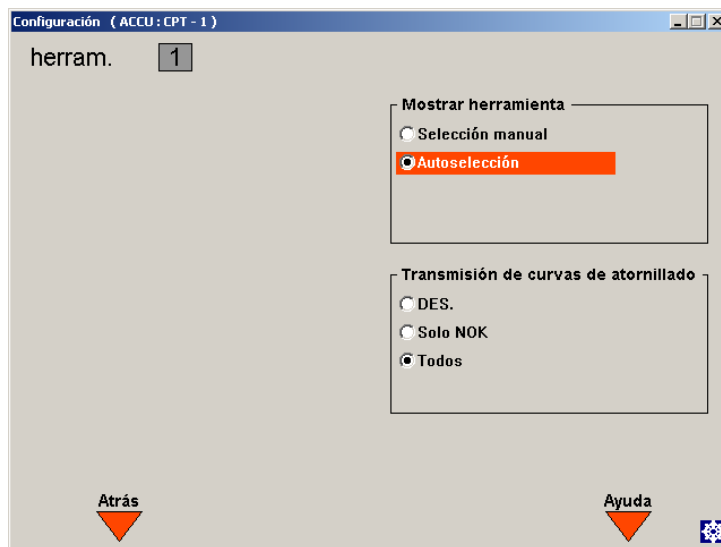 Configuración ( ACCU : CPT - 1 )
herram. 1
Mostrar herramienta
Selección manual
Autoselección
Transmisión de curvas de atornillado
DES.
Solo NOK
Todos
Atrás Ayuda